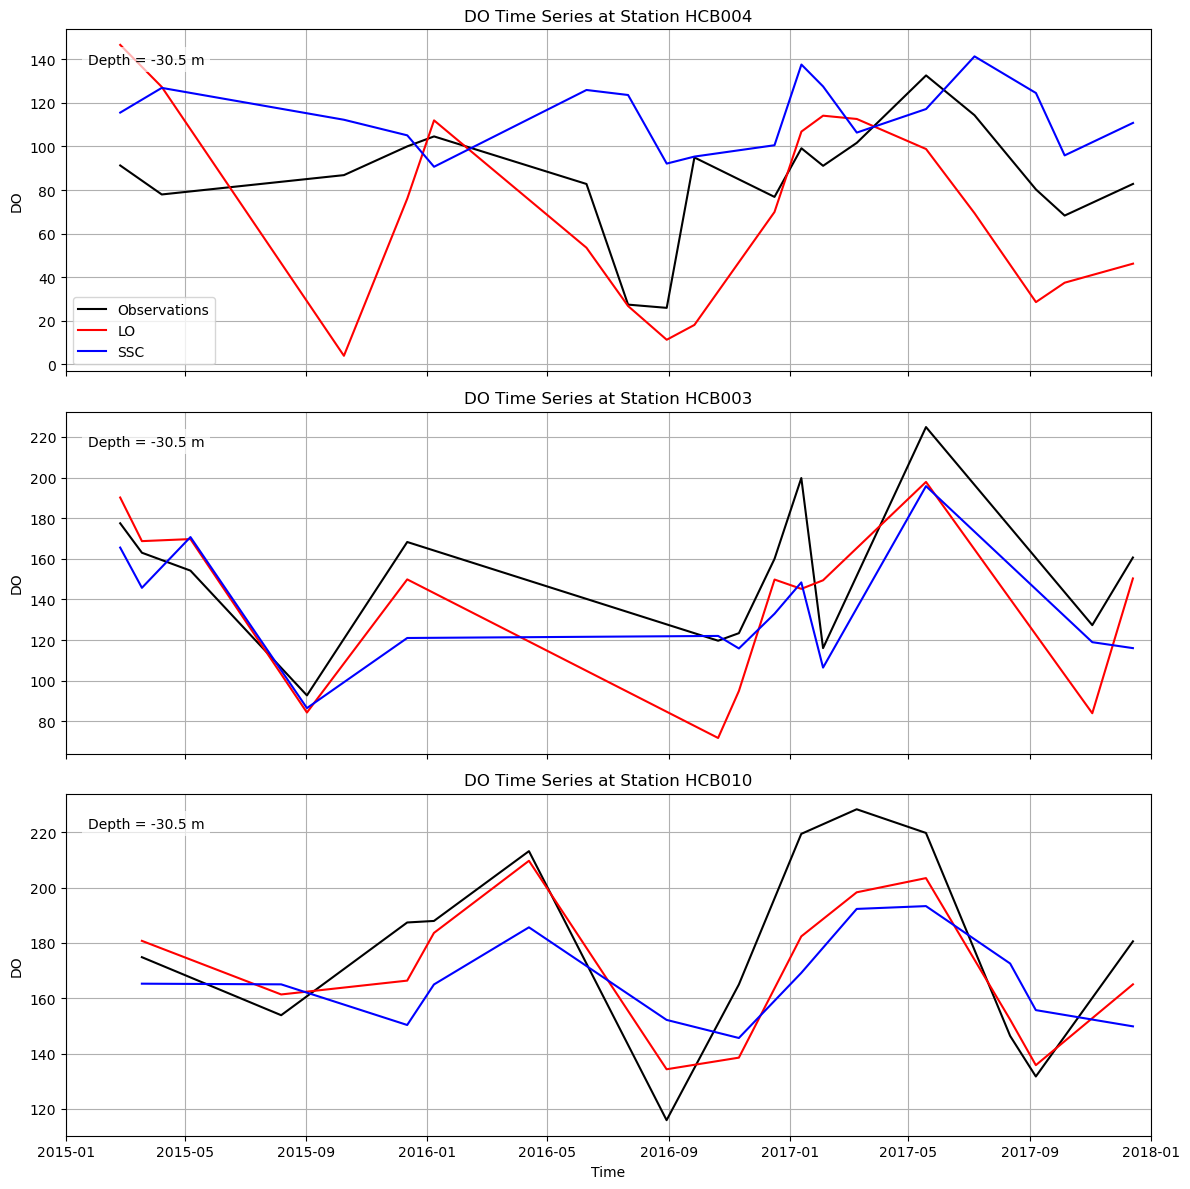 DO Time Series at Station HCB004
Depth = -30.5 m
140
120
100
80
60
40
20
0
DO
Observations
LO
SSC
DO Time Series at Station HCB003
Depth = -30.5 m
220
200
180
160
140
120
100
80
DO
DO Time Series at Station HCB010
Depth = -30.5 m
220
200
180
160
140
120
DO
2015-01 2015-05 2015-09 2016-01 2016-05 2016-09 2017-01 2017-05 2017-09 2018-01
Time